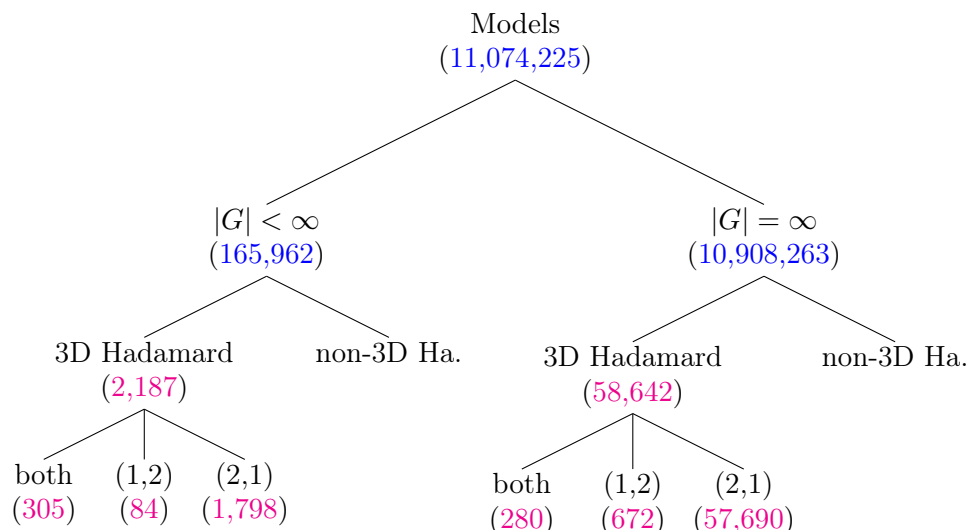 Models
(11,074,225)
|G| < ∞ |G| = ∞
(165,962) (10,908,263)
3D Hadamard non-3D Ha. 3D Hadamard non-3D Ha.
(2,187) (58,642)
both (1,2) (2,1) both (1,2) (2,1)
(305) (84) (1,798) (280) (672) (57,690)